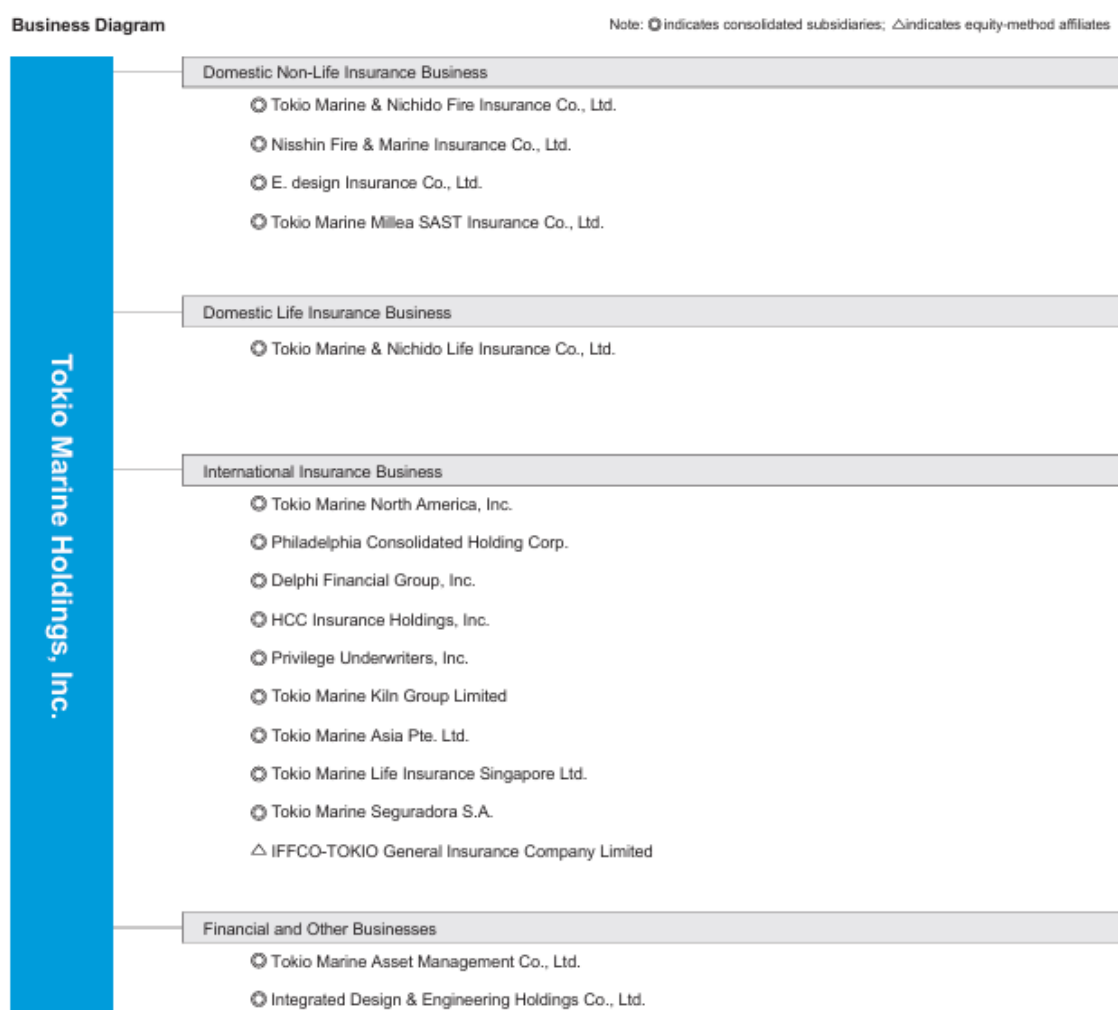 Business Diagram
Note: ◎indicates consolidated subsidiaries; △indicates equity-method affiliates
Tokio Marine Holdings, Inc.
Domestic Non-Life Insurance Business
◎ Tokio Marine & Nichido Fire Insurance Co., Ltd.
◎ Nisshin Fire & Marine Insurance Co., Ltd.
◎ E. design Insurance Co., Ltd.
◎ Tokio Marine Millea SAST Insurance Co., Ltd.
Domestic Life Insurance Business
◎ Tokio Marine & Nichido Life Insurance Co., Ltd.
International Insurance Business
◎ Tokio Marine North America, Inc.
◎ Philadelphia Consolidated Holding Corp.
◎ Delphi Financial Group, Inc.
◎ HCC Insurance Holdings, Inc.
◎ Privilege Underwriters, Inc.
◎ Tokio Marine Kiln Group Limited
◎ Tokio Marine Asia Pte. Ltd.
◎ Tokio Marine Life Insurance Singapore Ltd.
◎ Tokio Marine Seguradora S.A.
△ IFFCO-TOKIO General Insurance Company Limited
Financial and Other Businesses
◎ Tokio Marine Asset Management Co., Ltd.
◎ Integrated Design & Engineering Holdings Co., Ltd.